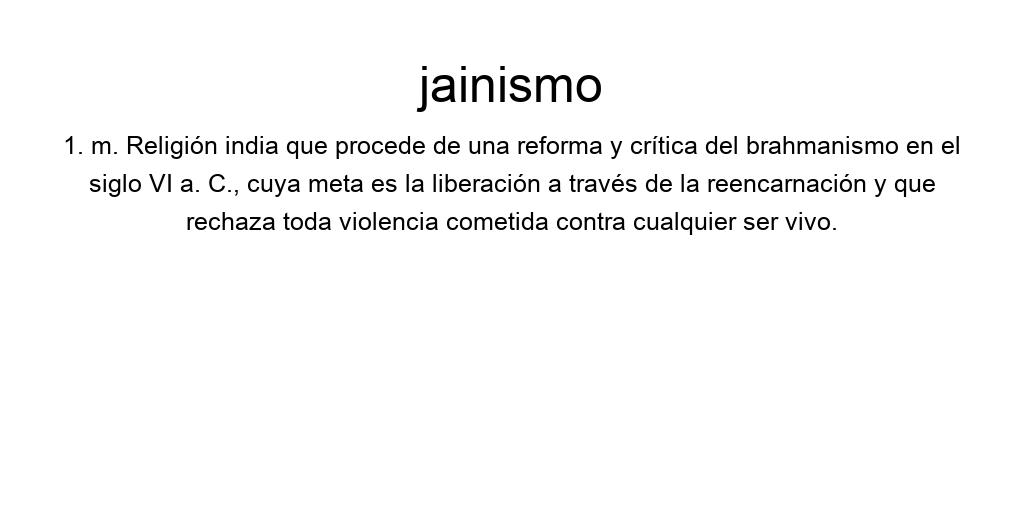 jainismo
1. m. Religión india que procede de una reforma y crítica del brahmanismo en el
siglo VI a. C., cuya meta es la liberación a través de la reencarnación y que
rechaza toda violencia cometida contra cualquier ser vivo.